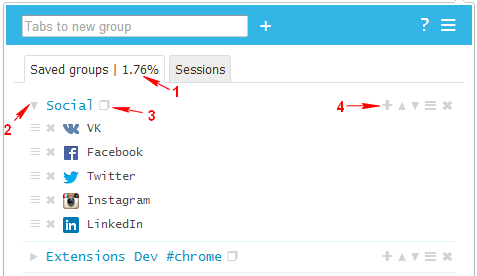 Tabs to new group + ?
Saved groups | 1.76% Sessions
1
Social
2
3
4
VK
Facebook
Twitter
Instagram
LinkedIn
Extensions Dev #chrome